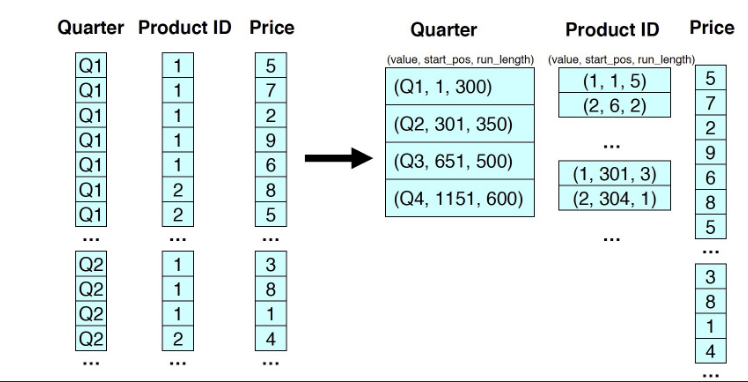 Quarter Product ID Price
Quarter Product ID Price
(value, start_pos, run_length) (value, start_pos, run_length)
Q1 1 5
Q1 1 7
Q1 1 2
Q1 1 9
Q1 1 6
Q1 2 8
Q1 2 5
... ... ...
Q2 1 3
Q2 1 8
Q2 1 1
Q2 2 4
... ... ...
(Q1, 1, 300)
(Q2, 301, 350)
(Q3, 651, 500)
(Q4, 1151, 600)
(1, 1, 5)
(2, 6, 2)
...
(1, 301, 3)
(2, 304, 1)
...
5
7
2
9
6
8
5
...
3
8
1
4
...